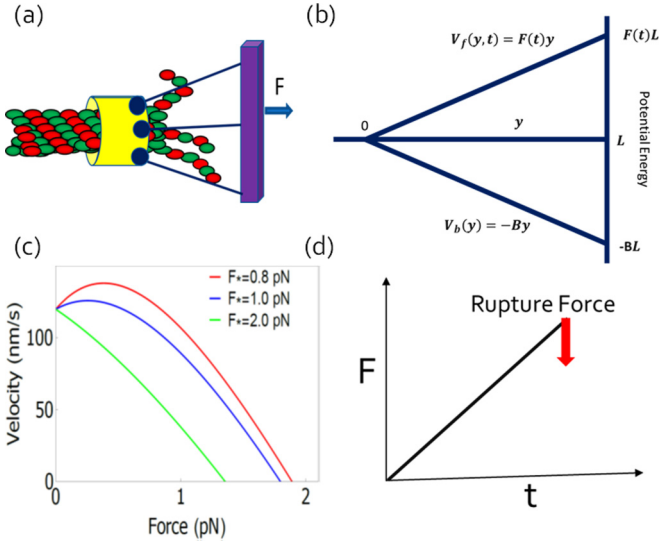 (a)
F
(b)
V_f(y,t) = F(t)y
F(t)L
0
y
L
Potential Energy
V_b(y) = −By
-BL
(c)
F*=0.8 pN
F*=1.0 pN
F*=2.0 pN
Velocity (nm/s)
100
50
0
0
1
2
Force (pN)
(d)
Rupture Force
F
t